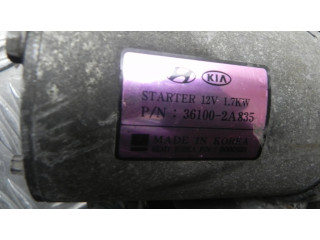 KIA
STARTER 12V 1.7KW
P/N : 36100-2A835
MADE IN KOREA